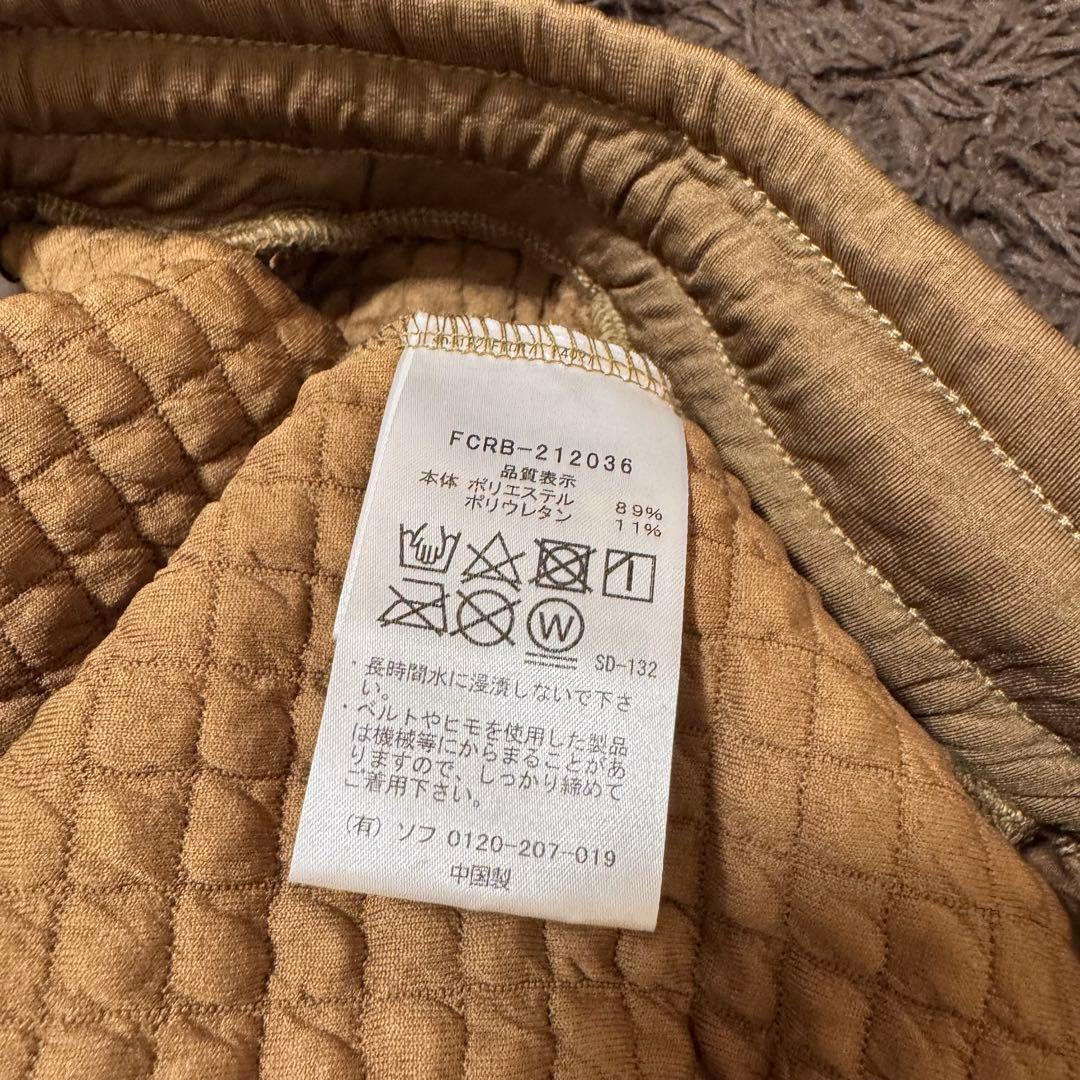 FCRB-212036
品質表示
本体 ポリエステル 89%
ポリウレタン 11%
W
SD-132
・長時間水に浸漬しないで下さ
い。
・ベルトやヒモを使用した製品
は機械等にからまることがあ
りますので、しっかり締めて
ご着用下さい。
(有) ソフ 0120-207-019
中国製